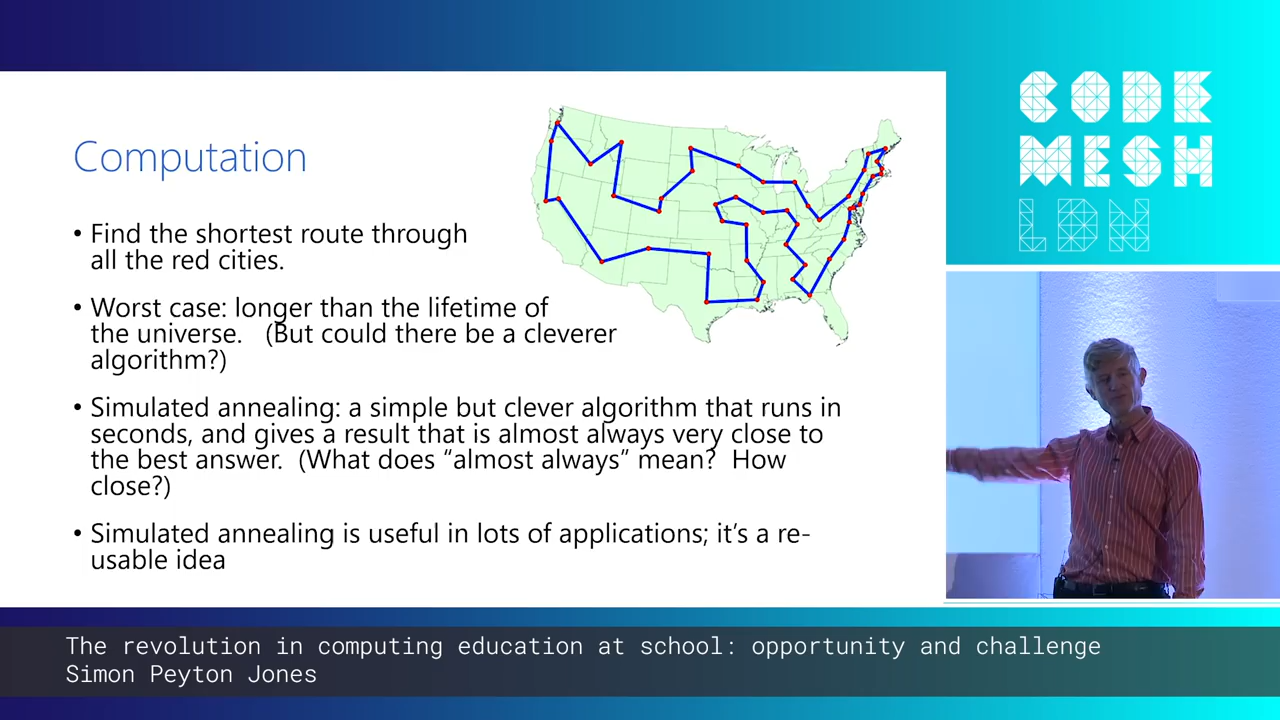 Computation
• Find the shortest route through
all the red cities.
• Worst case: longer than the lifetime of
the universe. (But could there be a cleverer
algorithm?)
• Simulated annealing: a simple but clever algorithm that runs in
seconds, and gives a result that is almost always very close to
the best answer. (What does “almost always” mean? How
close?)
• Simulated annealing is useful in lots of applications; it’s a re-
usable idea
CODE
MESH
LDN
The revolution in computing education at school: opportunity and challenge
Simon Peyton Jones